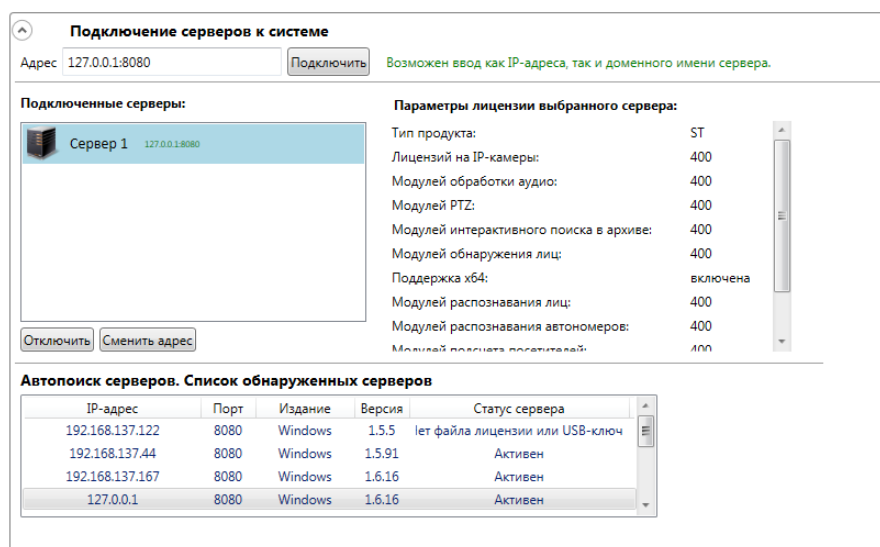 Подключение серверов к системе
Адрес 127.0.0.1:8080 Подключить Возможен ввод как IP-адреса, так и доменного имени сервера.
Подключенные серверы:
Сервер 1 127.0.0.1:8080
Отключить Сменить адрес
Параметры лицензии выбранного сервера:
Тип продукта: ST
Лицензий на IP-камеры: 400
Модулей обработки аудио: 400
Модулей PTZ: 400
Модулей интерактивного поиска в архиве: 400
Модулей обнаружения лиц: 400
Поддержка x64: включена
Модулей распознавания лиц: 400
Модулей распознавания автономеров: 400
Модулей подсчета посетителей: 400
Автопоиск серверов. Список обнаруженных серверов
IP-адрес Порт Издание Версия Статус сервера
192.168.137.122 8080 Windows 1.5.5 Нет файла лицензии или USB-ключ
192.168.137.44 8080 Windows 1.5.91 Активен
192.168.137.167 8080 Windows 1.6.16 Активен
127.0.0.1 8080 Windows 1.6.16 Активен